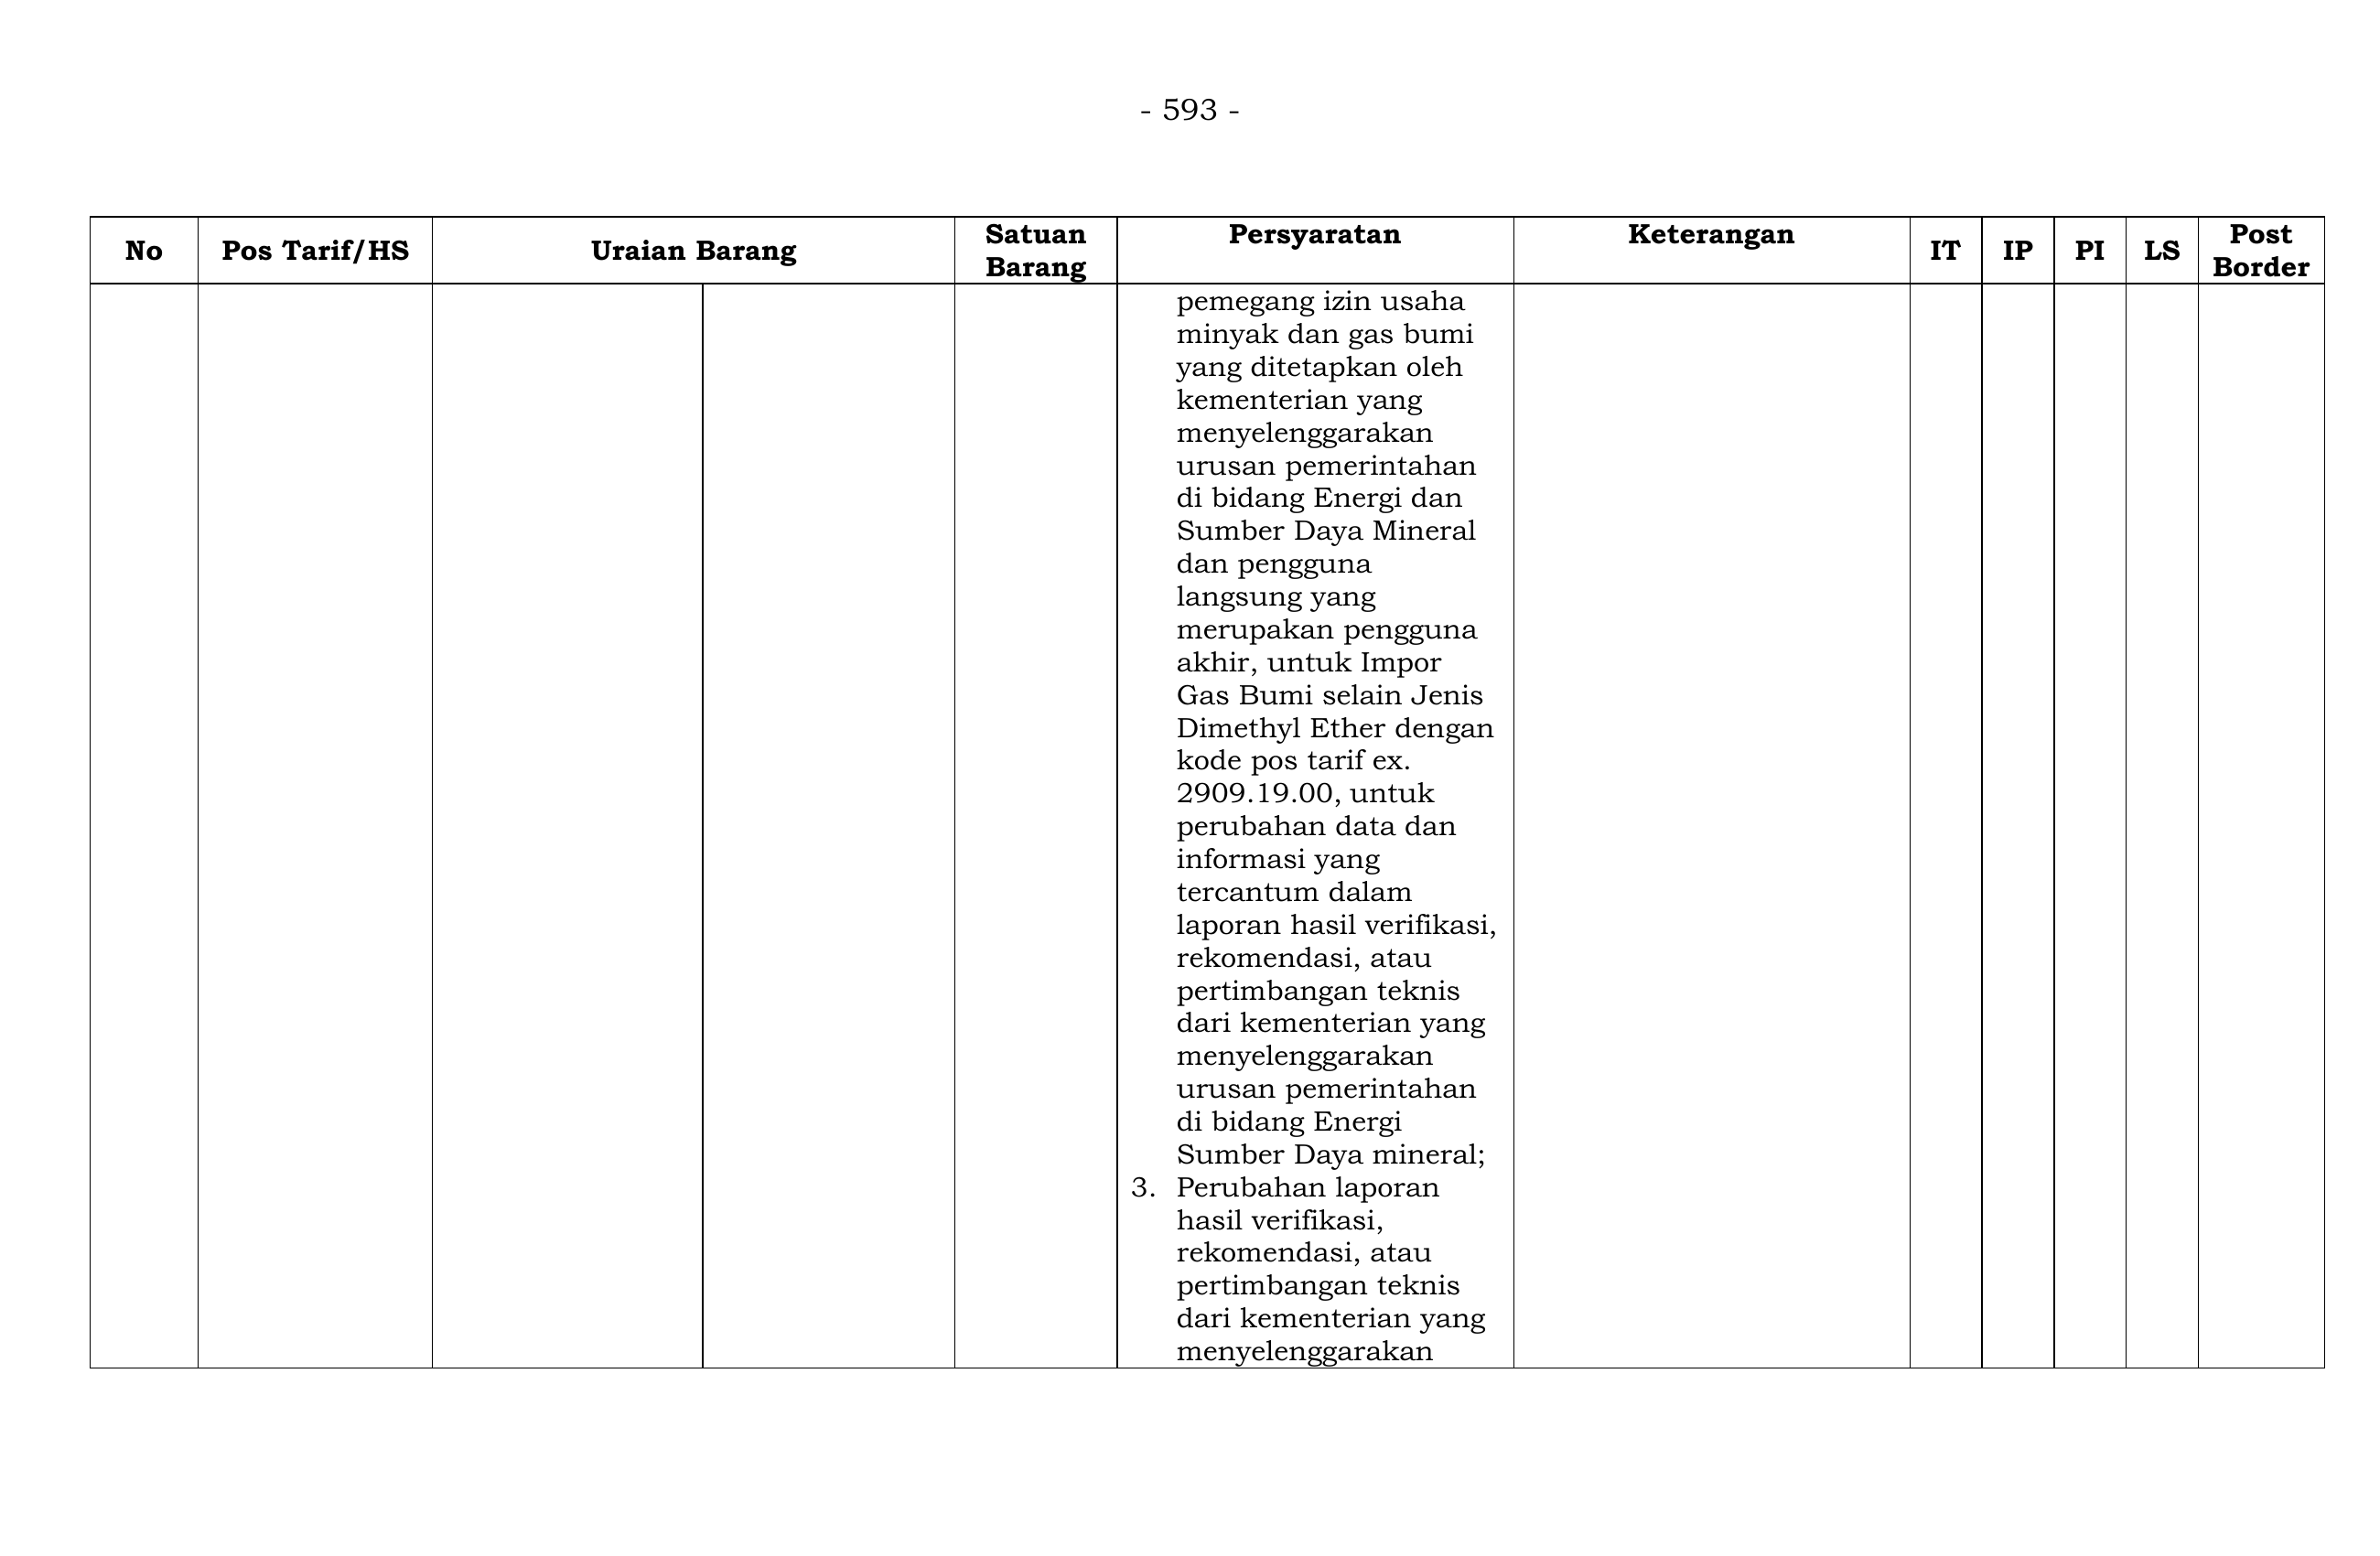 - 593 -
No Pos Tarif/HS Uraian Barang Satuan Barang Persyaratan Keterangan IT IP PI LS Post Border
pemegang izin usaha
minyak dan gas bumi
yang ditetapkan oleh
kementerian yang
menyelenggarakan
urusan pemerintahan
di bidang Energi dan
Sumber Daya Mineral
dan pengguna
langsung yang
merupakan pengguna
akhir, untuk Impor
Gas Bumi selain Jenis
Dimethyl Ether dengan
kode pos tarif ex.
2909.19.00, untuk
perubahan data dan
informasi yang
tercantum dalam
laporan hasil verifikasi,
rekomendasi, atau
pertimbangan teknis
dari kementerian yang
menyelenggarakan
urusan pemerintahan
di bidang Energi
Sumber Daya mineral;
3. Perubahan laporan
hasil verifikasi,
rekomendasi, atau
pertimbangan teknis
dari kementerian yang
menyelenggarakan